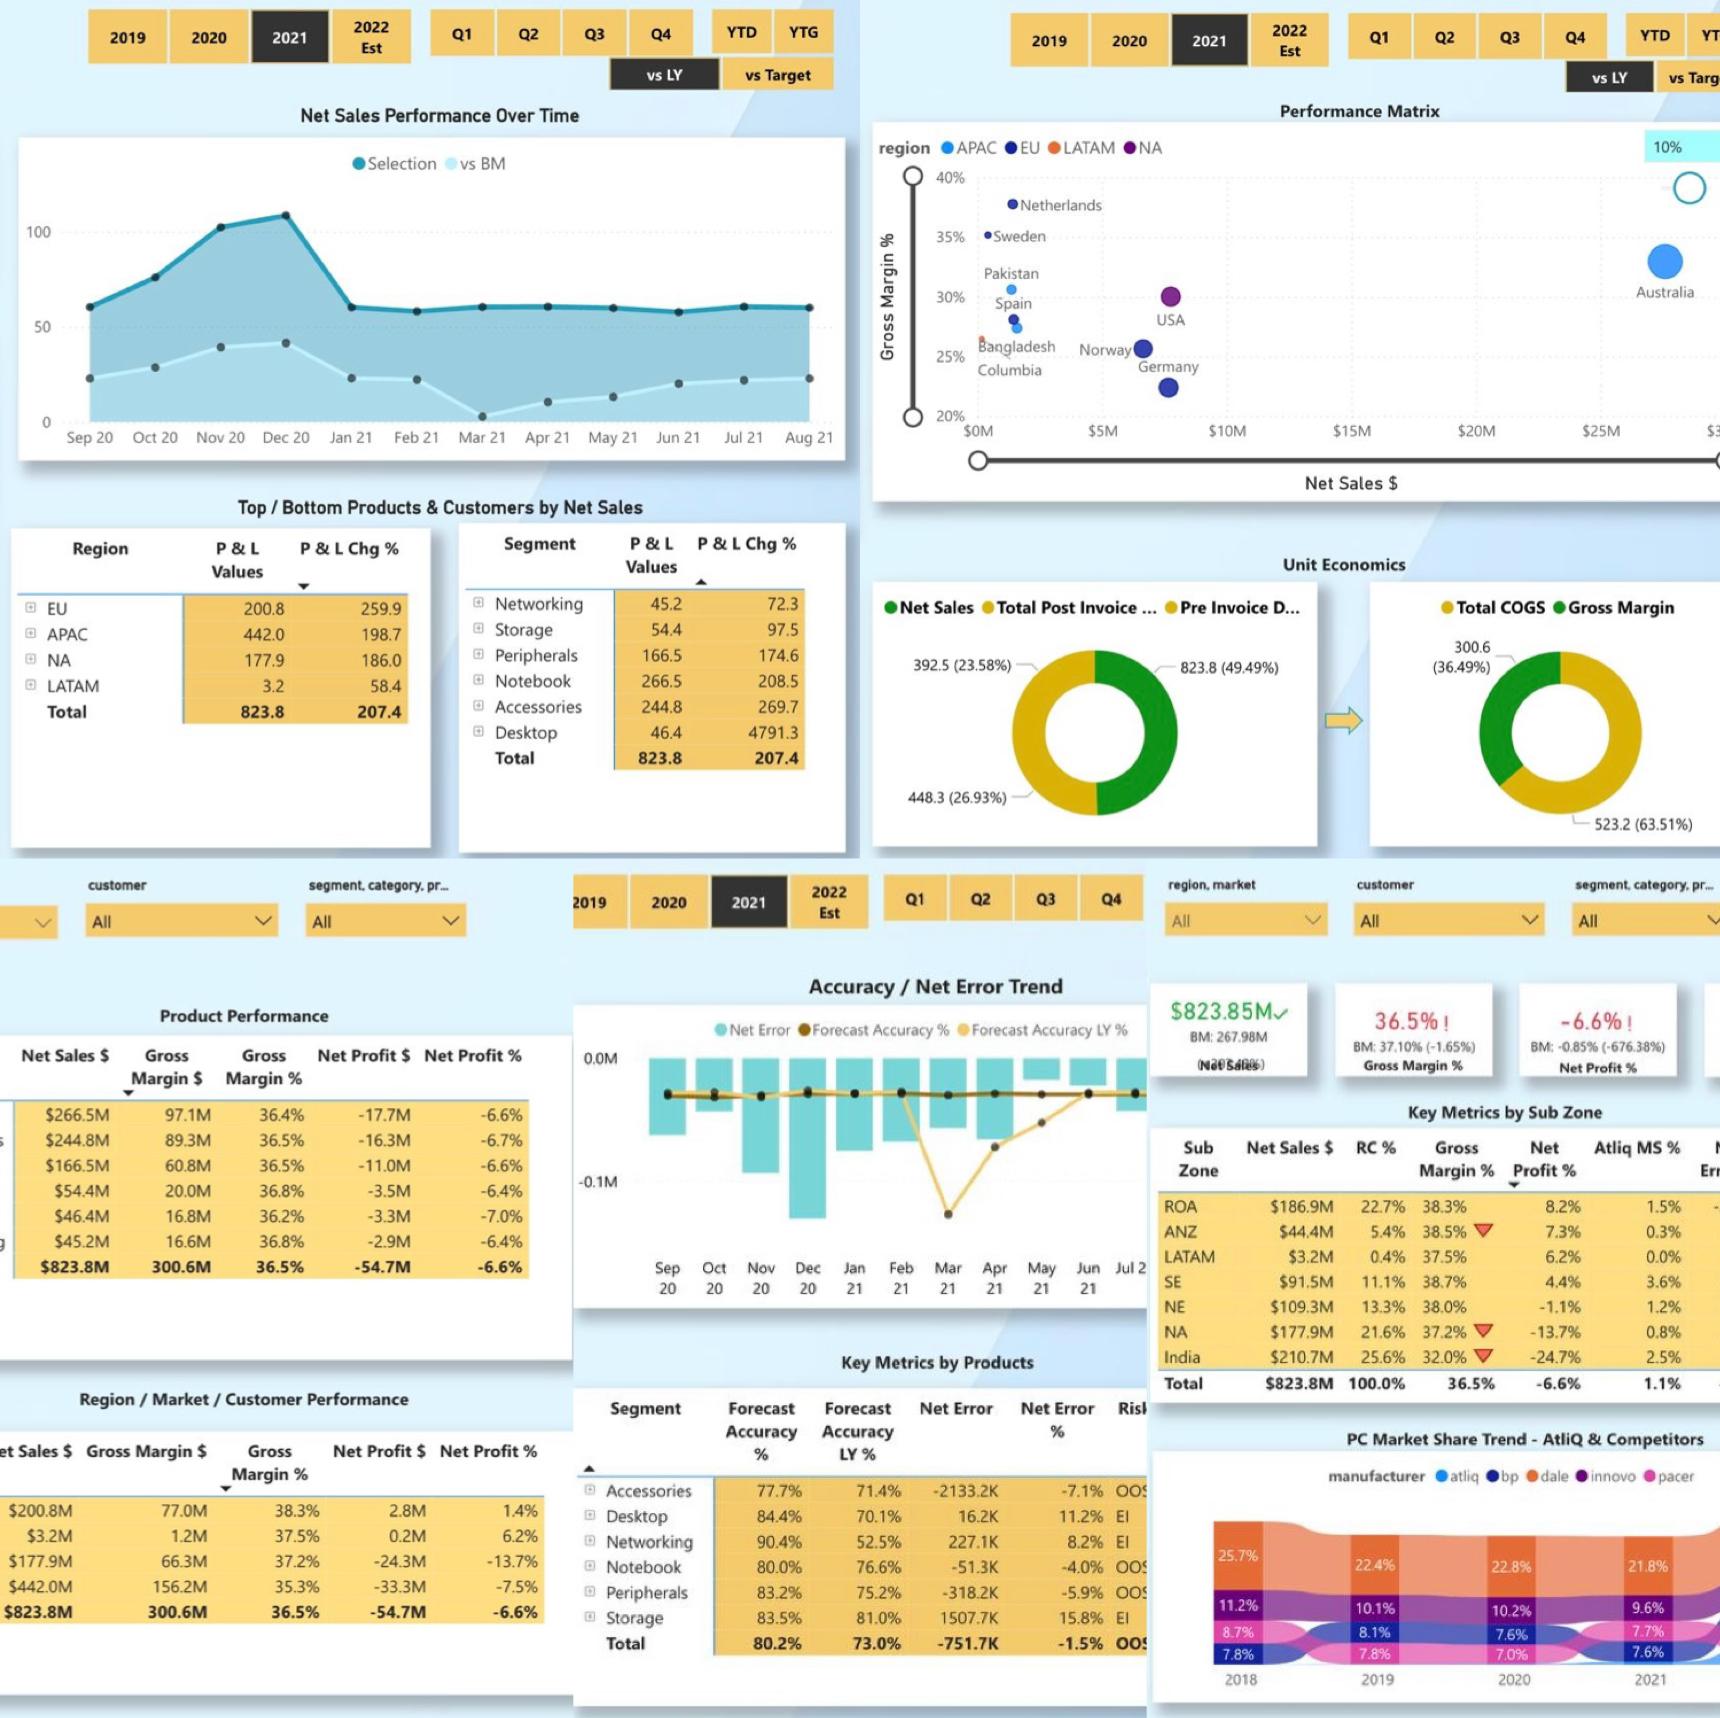 2019 2020 2021 2022 Est Q1 Q2 Q3 Q4 YTD YTG
vs LY vs Target
Net Sales Performance Over Time
Selection vs BM
100
50
0
Sep 20 Oct 20 Nov 20 Dec 20 Jan 21 Feb 21 Mar 21 Apr 21 May 21 Jun 21 Jul 21 Aug 21
Top / Bottom Products & Customers by Net Sales
Region P & L Values P & L Chg %
EU 200.8 259.9
APAC 442.0 198.7
NA 177.9 186.0
LATAM 3.2 58.4
Total 823.8 207.4
Segment P & L Values P & L Chg %
Networking 45.2 72.3
Storage 54.4 97.5
Peripherals 166.5 174.6
Notebook 266.5 208.5
Accessories 244.8 269.7
Desktop 46.4 4791.3
Total 823.8 207.4
2019 2020 2021 2022 Est Q1 Q2 Q3 Q4 YTD YT
vs LY vs Targ
Performance Matrix
region APAC EU LATAM NA
10%
Gross Margin %
40%
35%
30%
25%
20%
Netherlands
Sweden
Pakistan
Spain
Bangladesh
Columbia
USA
Norway
Germany
Australia
$0M $5M $10M $15M $20M $25M $3
Net Sales $
Unit Economics
Net Sales Total Post Invoice ... Pre Invoice D...
392.5 (23.58%)
823.8 (49.49%)
448.3 (26.93%)
Total COGS Gross Margin
300.6 (36.49%)
523.2 (63.51%)
customer segment, category, pr...
All All
Product Performance
Net Sales $ Gross Margin $ Gross Margin % Net Profit $ Net Profit %
$266.5M 97.1M 36.4% -17.7M -6.6%
s $244.8M 89.3M 36.5% -16.3M -6.7%
$166.5M 60.8M 36.5% -11.0M -6.6%
$54.4M 20.0M 36.8% -3.5M -6.4%
$46.4M 16.8M 36.2% -3.3M -7.0%
g $45.2M 16.6M 36.8% -2.9M -6.4%
$823.8M 300.6M 36.5% -54.7M -6.6%
Region / Market / Customer Performance
et Sales $ Gross Margin $ Gross Margin % Net Profit $ Net Profit %
$200.8M 77.0M 38.3% 2.8M 1.4%
$3.2M 1.2M 37.5% 0.2M 6.2%
$177.9M 66.3M 37.2% -24.3M -13.7%
$442.0M 156.2M 35.3% -33.3M -7.5%
$823.8M 300.6M 36.5% -54.7M -6.6%
2019 2020 2021 2022 Est Q1 Q2 Q3 Q4
Accuracy / Net Error Trend
Net Error Forecast Accuracy % Forecast Accuracy LY %
0.0M
-0.1M
Sep 20 Oct 20 Nov 20 Dec 20 Jan 21 Feb 21 Mar 21 Apr 21 May 21 Jun 21 Jul 2
Key Metrics by Products
Segment Forecast Accuracy % Forecast Accuracy LY % Net Error Net Error % Risk
Accessories 77.7% 71.4% -2133.2K -7.1% OOS
Desktop 84.4% 70.1% 16.2K 11.2% EI
Networking 90.4% 52.5% 227.1K 8.2% EI
Notebook 80.0% 76.6% -51.3K -4.0% OOS
Peripherals 83.2% 75.2% -318.2K -5.9% OOS
Storage 83.5% 81.0% 1507.7K 15.8% EI
Total 80.2% 73.0% -751.7K -1.5% OOS
region, market customer segment, category, pr...
All All All
$823.85M
BM: 267.98M
Net Sales
36.5% !
BM: 37.10% (-1.65%)
Gross Margin %
-6.6% !
BM: -0.85% (-676.38%)
Net Profit %
Key Metrics by Sub Zone
Sub Zone Net Sales $ RC % Gross Margin % Net Profit % Atliq MS %
ROA $186.9M 22.7% 38.3% 8.2% 1.5% -
ANZ $44.4M 5.4% 38.5% 7.3% 0.3%
LATAM $3.2M 0.4% 37.5% 6.2% 0.0%
SE $91.5M 11.1% 38.7% 4.4% 3.6%
NE $109.3M 13.3% 38.0% -1.1% 1.2%
NA $177.9M 21.6% 37.2% -13.7% 0.8%
India $210.7M 25.6% 32.0% -24.7% 2.5%
Total $823.8M 100.0% 36.5% -6.6% 1.1% -
PC Market Share Trend - AtliQ & Competitors
manufacturer atliq bp dale innovo pacer
25.7% 22.4% 22.8% 21.8%
11.2% 10.1% 10.2% 9.6%
8.7% 8.1% 7.6% 7.7%
7.8% 7.8% 7.0% 7.6%
2018 2019 2020 2021